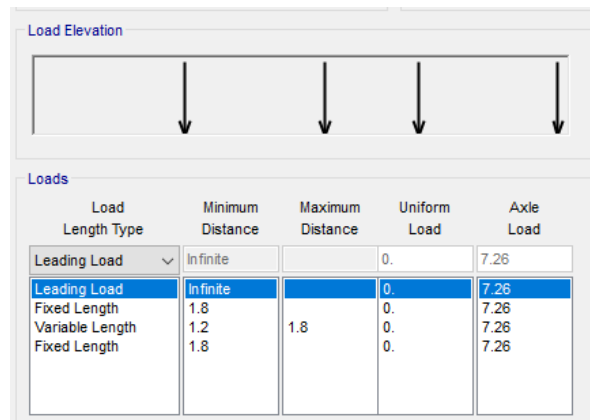 Load Elevation
Loads
Load Minimum Maximum Uniform Axle
Length Type Distance Distance Load Load
Leading Load Infinite 0. 7.26
Leading Load Infinite 0. 7.26
Fixed Length 1.8 0. 7.26
Variable Length 1.2 1.8 0. 7.26
Fixed Length 1.8 0. 7.26